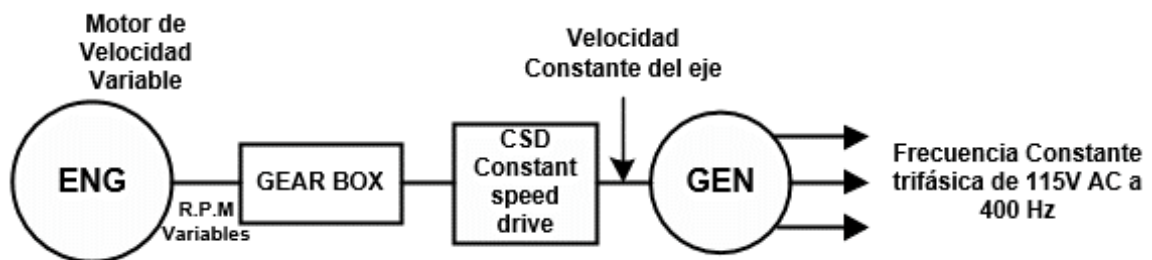 Motor de
Velocidad
Variable
ENG
R.P.M
Variables
GEAR BOX
CSD
Constant
speed
drive
Velocidad
Constante del eje
GEN
Frecuencia Constante
trifásica de 115V AC a
400 Hz